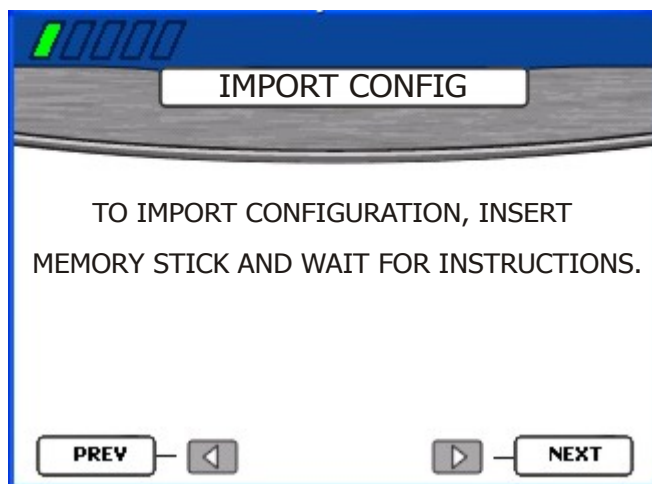 IMPORT CONFIG
TO IMPORT CONFIGURATION, INSERT
MEMORY STICK AND WAIT FOR INSTRUCTIONS.
PREV
NEXT